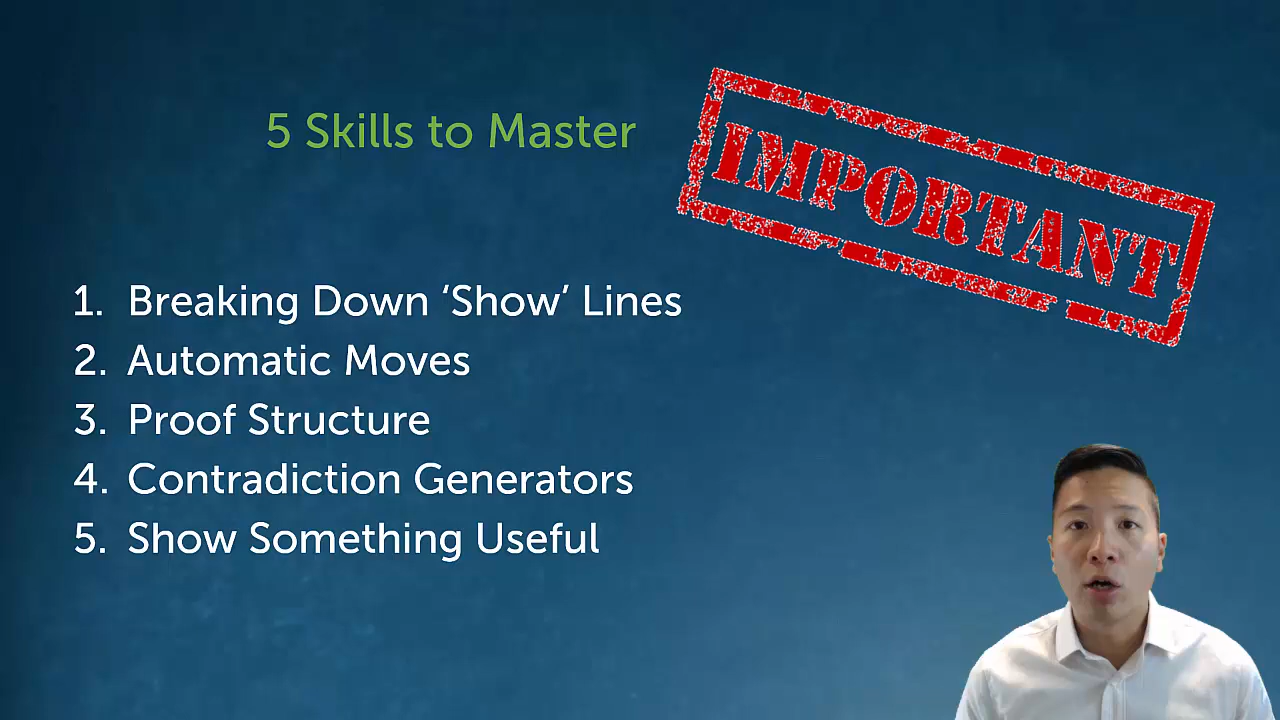 5 Skills to Master
IMPORTANT
1. Breaking Down ‘Show’ Lines
2. Automatic Moves
3. Proof Structure
4. Contradiction Generators
5. Show Something Useful